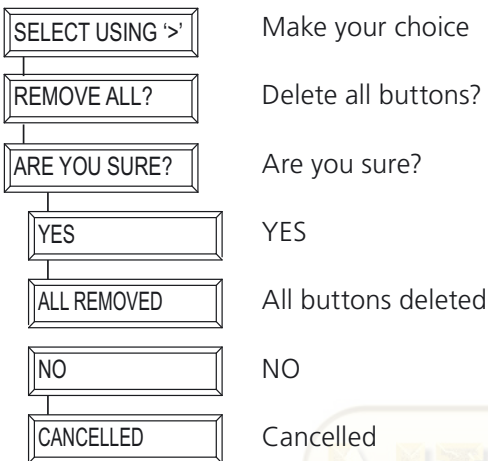 SELECT USING ‘>’ Make your choice
REMOVE ALL? Delete all buttons?
ARE YOU SURE? Are you sure?
YES YES
ALL REMOVED All buttons deleted
NO NO
CANCELLED Cancelled